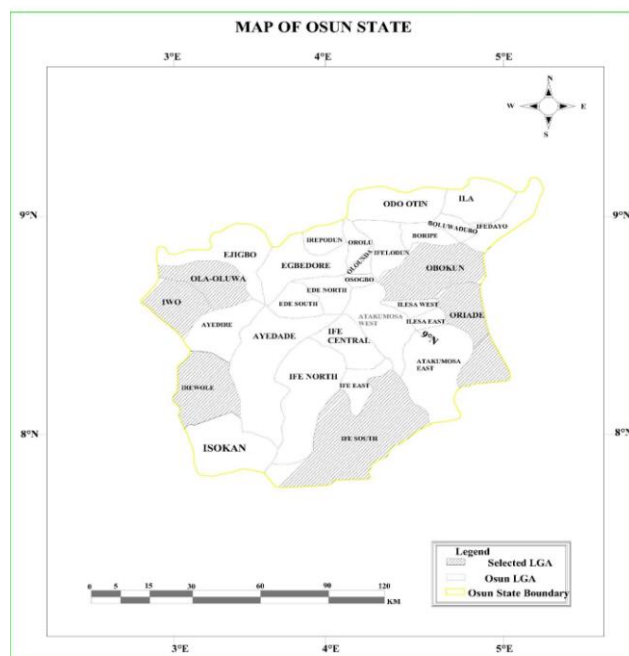 MAP OF OSUN STATE
3°E 4°E 5°E
N
W E
S
9°N 9°N
ILA
ODO OTIN
BOLUWADURO IFEDAYO
BORIPE
IREPODUN OROLU
IFELODUN
EJIGBO
EGBEDORE
OLOUNDA
OBOKUN
OSOGBO
OLA-OLUWA
EDE NORTH
IWO
EDE SOUTH
ILESA WEST
ORIADE
AYEDIRE
ATAKUMOSA
WEST
ILESA EAST
AYEDADE
IFE
CENTRAL
9°N
ATAKUMOSA
EAST
IFE NORTH
IFE EAST
IREWOLE
8°N 8°N
ISOKAN
IFE SOUTH
Legend
Selected LGA
Osun LGA
Osun State Boundary
0 5 15 30 60 90 120
KM
3°E 4°E 5°E